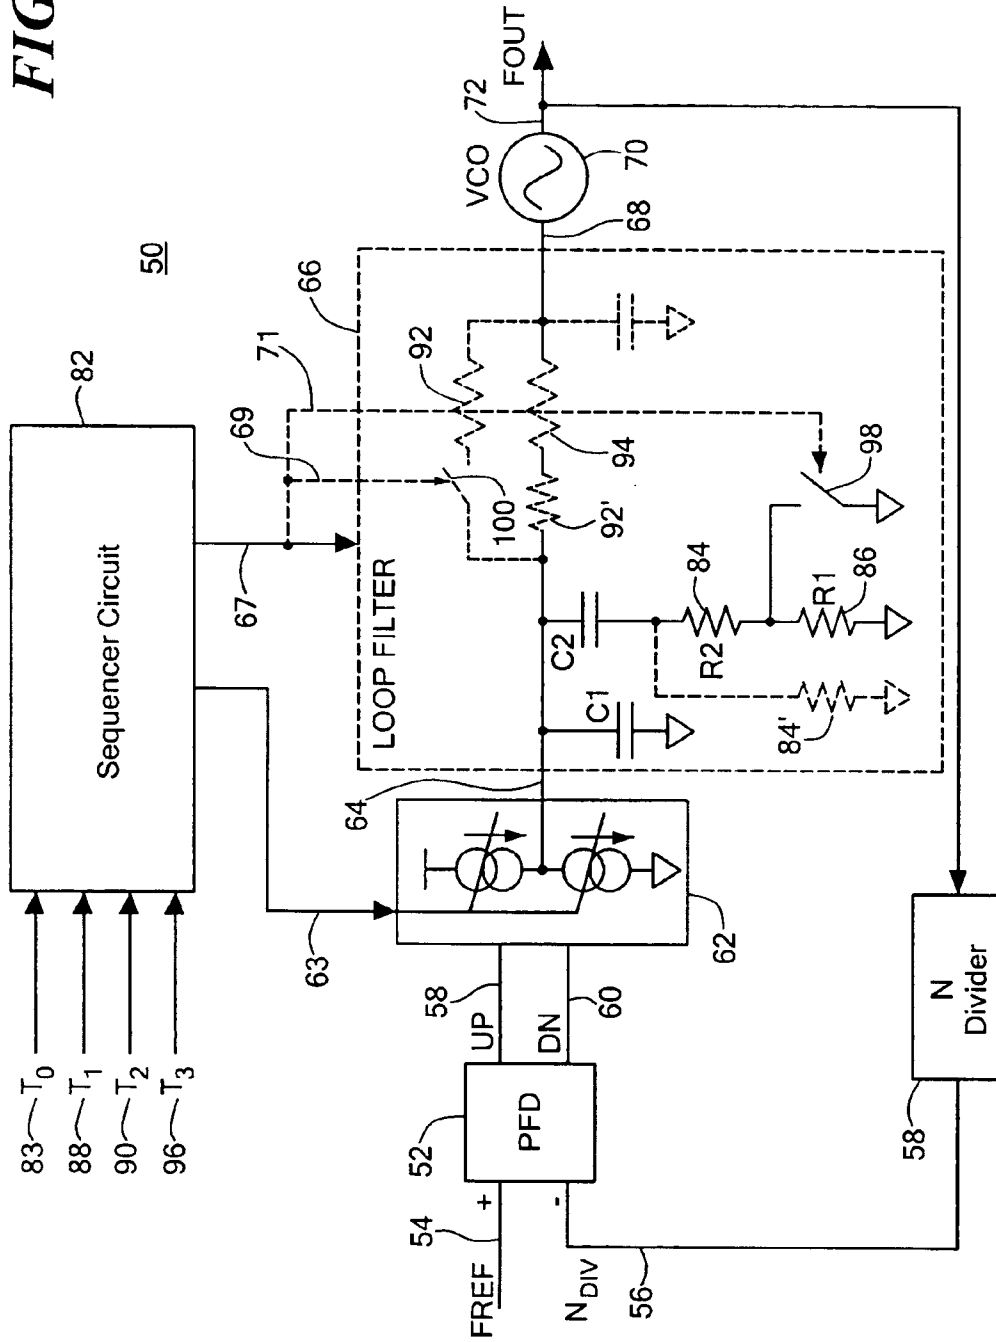 FIG
50
Sequencer Circuit
82
83
T0
88
T1
90
T2
96
T3
63
67
69
71
66
LOOP FILTER
92
100
94
92'
64
C1
C2
84
R2
R1
86
84'
98
68
VCO
70
72
FOUT
FREF
54
+
-
NDIV
56
52
PFD
UP
58
DN
60
62
58
N
Divider